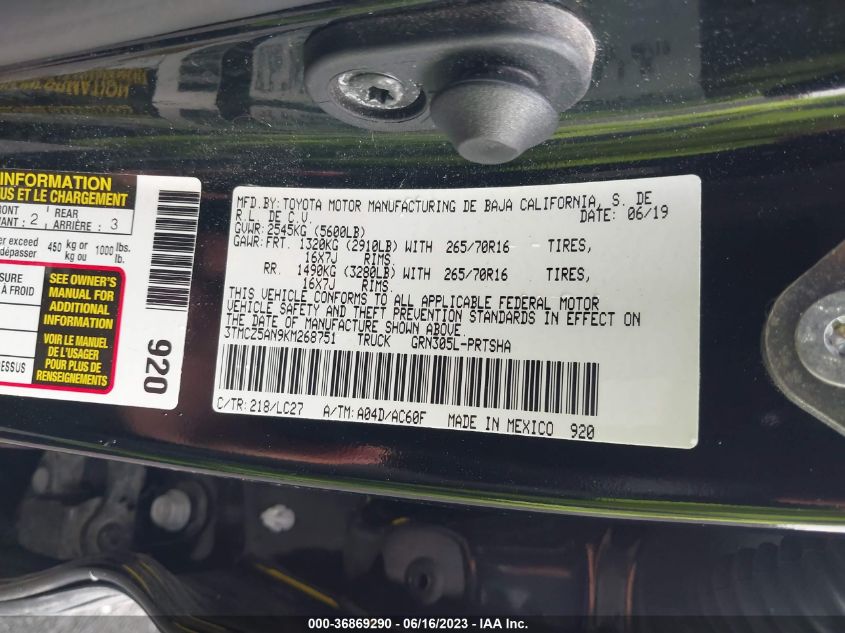 INFORMATION
US ET LE CHARGEMENT
RONT
VANT : 2
REAR
ARRIÈRE : 3
er exceed
dépasser
450 kg or 1000 lbs.
kg ou lb.
SURE
À FROID
SEE OWNER'S
MANUAL FOR
ADDITIONAL
INFORMATION
VOIR LE MANUEL
DE L'USAGER
POUR PLUS DE
RENSEIGNEMENTS
DESSUS
920
MFD.BY:TOYOTA MOTOR MANUFACTURING DE BAJA CALIFORNIA, S. DE
R.L. DE C.V.
DATE: 06/19
GVWR:2545KG (5600LB)
GAWR:FRT. 1320KG (2910LB) WITH 265/70R16 TIRES,
16X7J RIMS.
RR. 1490KG (3280LB) WITH 265/70R16 TIRES,
16X7J RIMS.
THIS VEHICLE CONFORMS TO ALL APPLICABLE FEDERAL MOTOR
VEHICLE SAFETY AND THEFT PREVENTION STANDARDS IN EFFECT ON
THE DATE OF MANUFACTURE SHOWN ABOVE.
3TMCZ5AN9KM268751 TRUCK GRN305L-PRTSHA
C/TR: 218/LC27 A/TM: A04D/AC60F MADE IN MEXICO 920
000-36869290 - 06/16/2023 - IAA Inc.